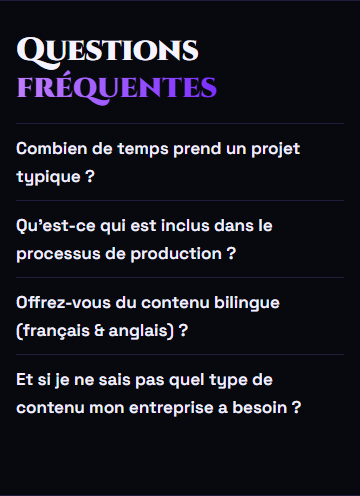 Questions
fréquentes
Combien de temps prend un projet
typique ?
Qu'est-ce qui est inclus dans le
processus de production ?
Offrez-vous du contenu bilingue
(français & anglais) ?
Et si je ne sais pas quel type de
contenu mon entreprise a besoin ?